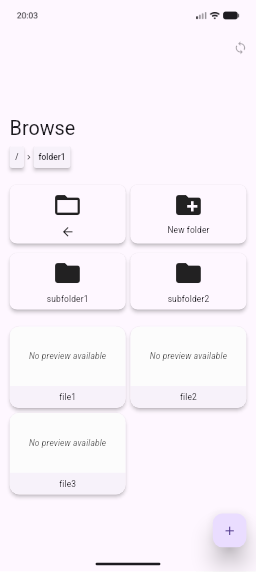 20:03
Browse
/ › folder1
←
New folder
subfolder1
subfolder2
No preview available
No preview available
file1
file2
No preview available
file3
+